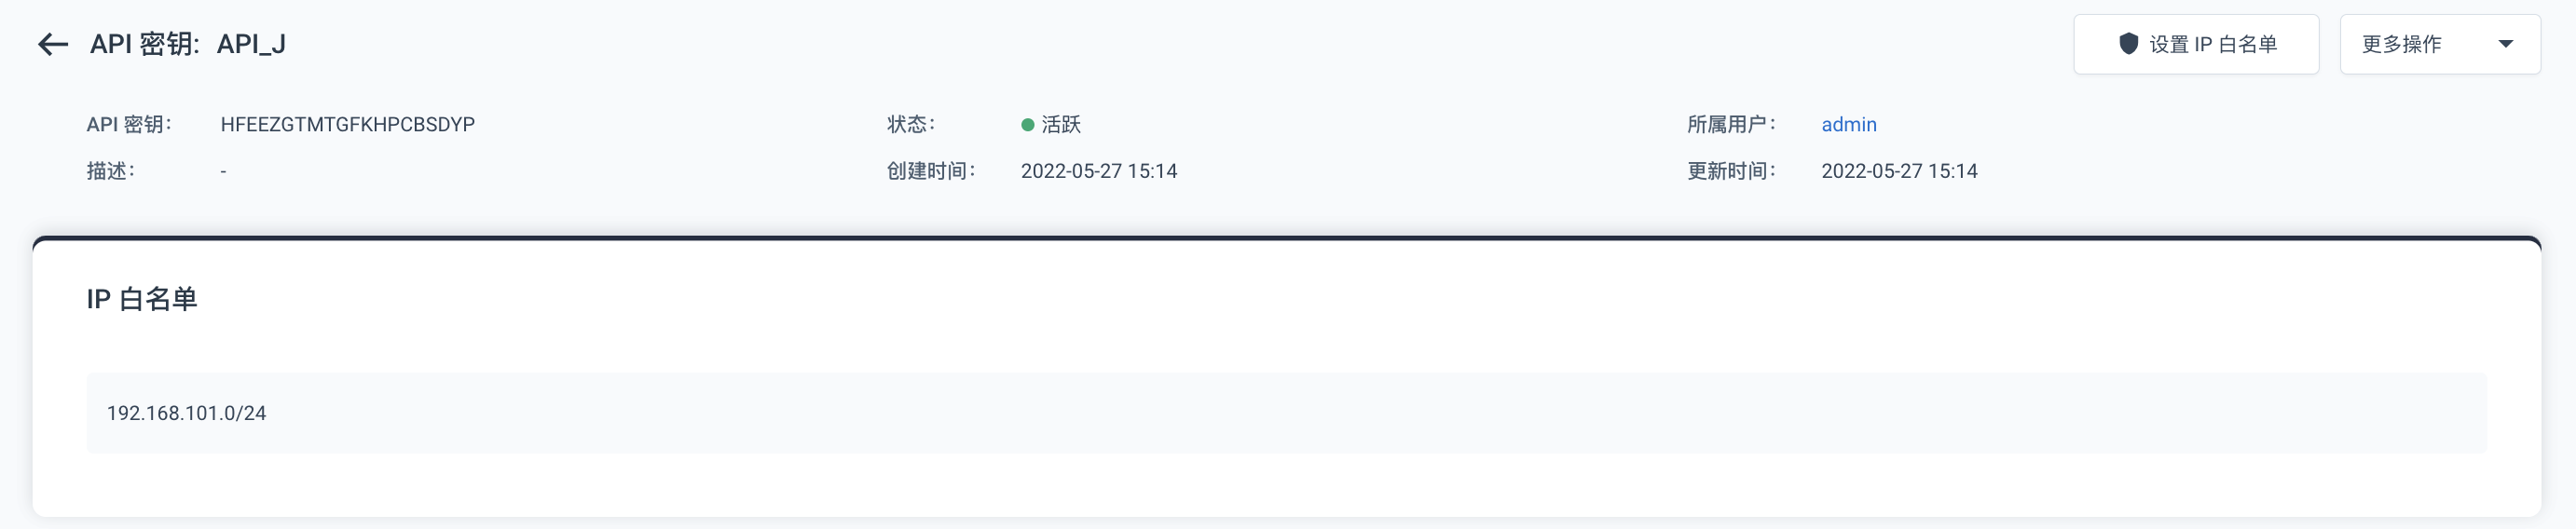 API 密钥: API_J
设置 IP 白名单
更多操作
API 密钥: HFEEZGTMTGFKHPCBSDYP
状态: 活跃
所属用户: admin
描述: -
创建时间: 2022-05-27 15:14
更新时间: 2022-05-27 15:14
IP 白名单
192.168.101.0/24